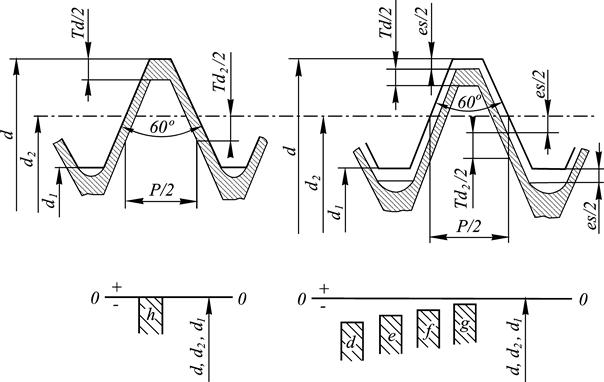 Td/2
Td2/2
60°
d
d2
d1
P/2
Td/2
es/2
es/2
60°
d
d2
d1
Td2/2
P/2
es/2
0 + - 0
h
d, d2, d1
0 + - 0
d e f g
d, d2, d1